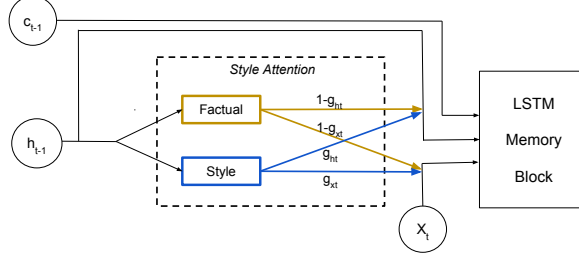 c_{t-1}
Style Attention
Factual
1-g_{ht}
LSTM
1-g_{xt}
Memory
h_{t-1}
g_{ht}
Style
g_{xt}
Block
X_t